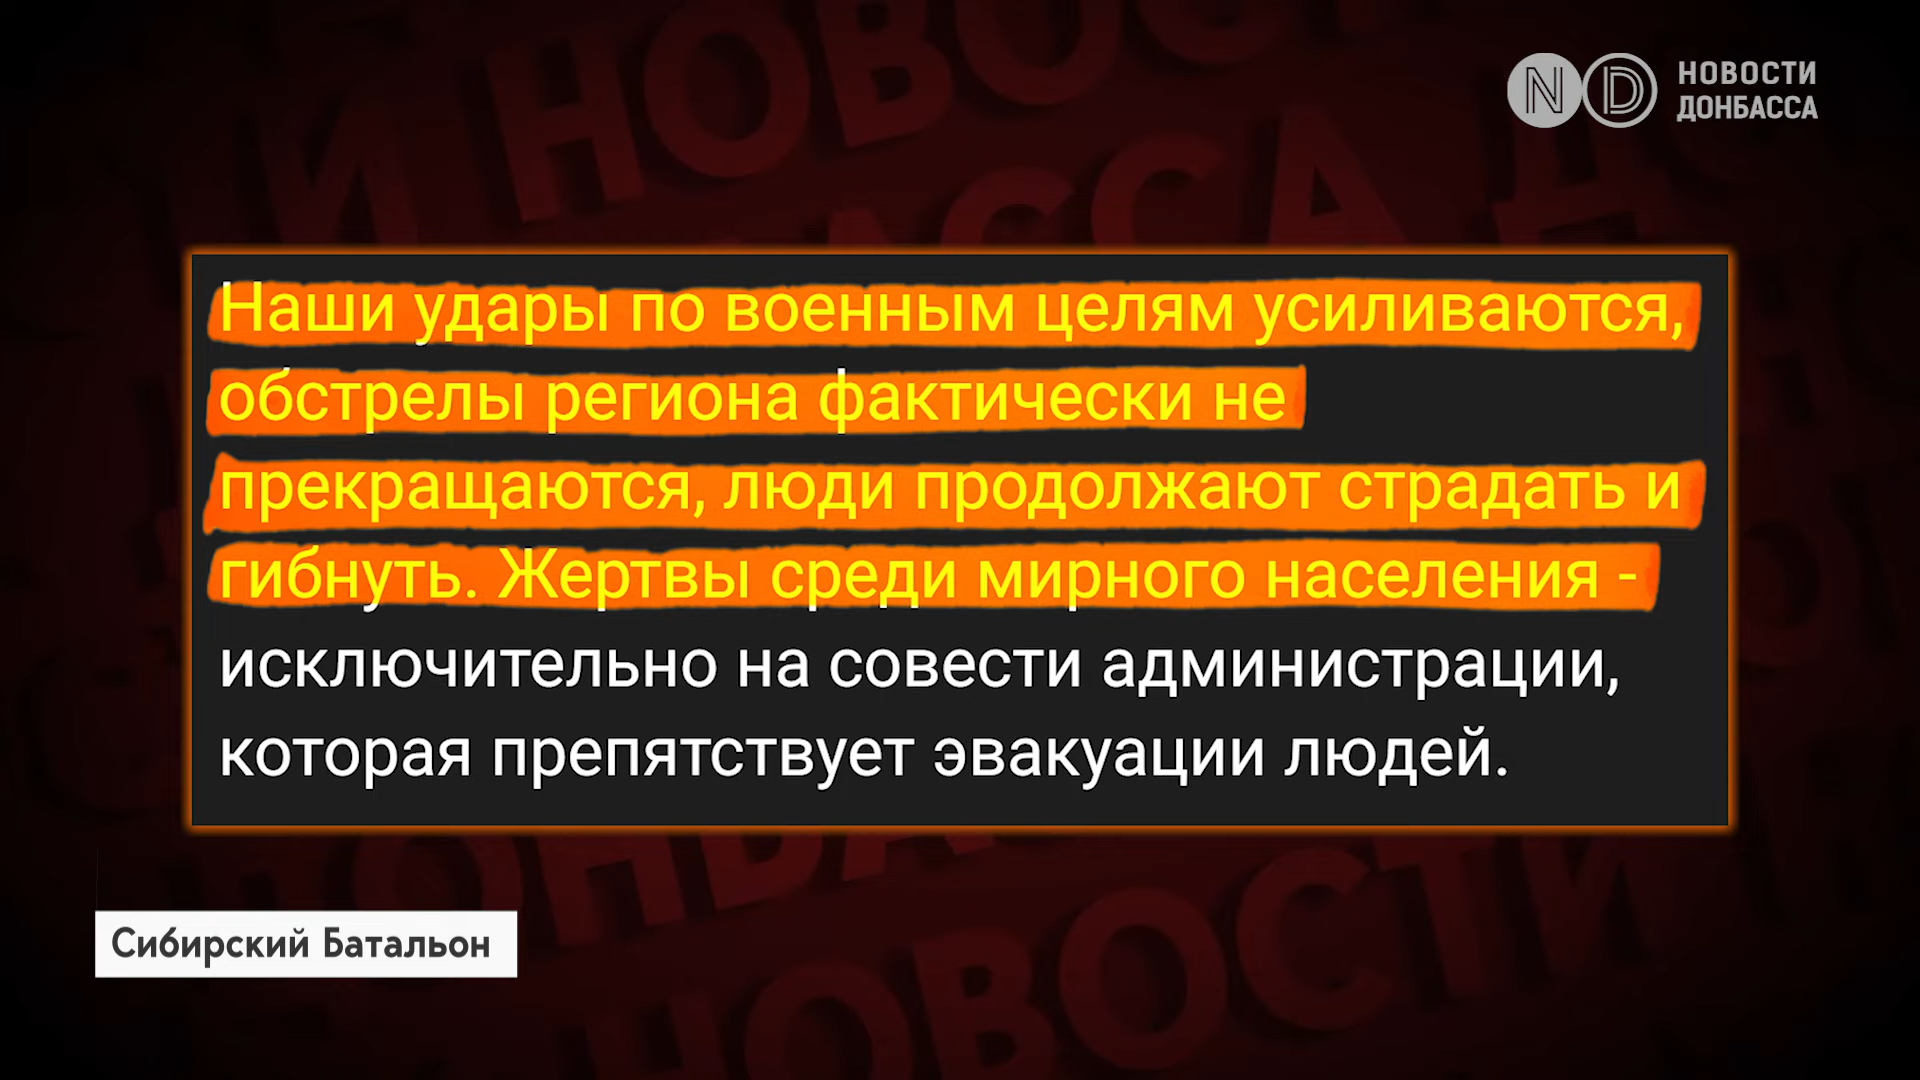 ND НОВОСТИ
ДОНБАССА
Наши удары по военным целям усиливаются,
обстрелы региона фактически не
прекращаются, люди продолжают страдать и
гибнуть. Жертвы среди мирного населения -
исключительно на совести администрации,
которая препятствует эвакуации людей.
Сибирский Батальон